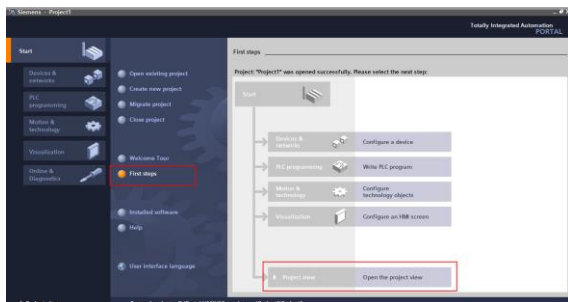 Siemens - Project1
Totally Integrated Automation
PORTAL
Start
Devices &
networks
PLC
programming
Motion &
technology
Visualization
Online &
Diagnostics
Open existing project
Create new project
Migrate project
Close project
Welcome Tour
First steps
Installed software
Help
User interface language
First steps
Project: "Project1" was opened successfully. Please select the next step:
Start
Devices &
networks
Configure a device
PLC programming
Write PLC program
Motion &
technology
Configure
technology objects
Visualization
Configure an HMI screen
Project view
Open the project view